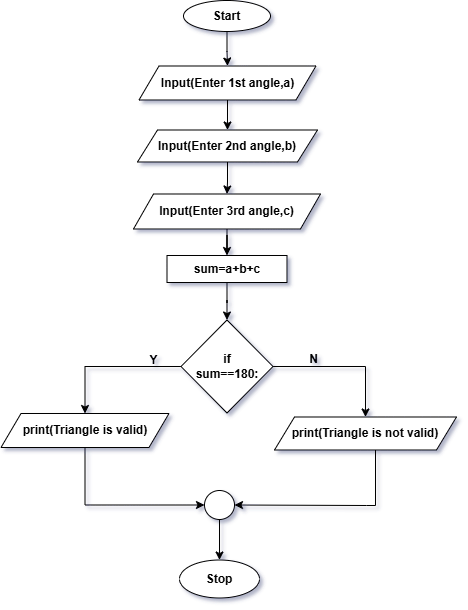 Start
Input(Enter 1st angle,a)
Input(Enter 2nd angle,b)
Input(Enter 3rd angle,c)
sum=a+b+c
if
sum==180:
Y
N
print(Triangle is valid)
print(Triangle is not valid)
Stop